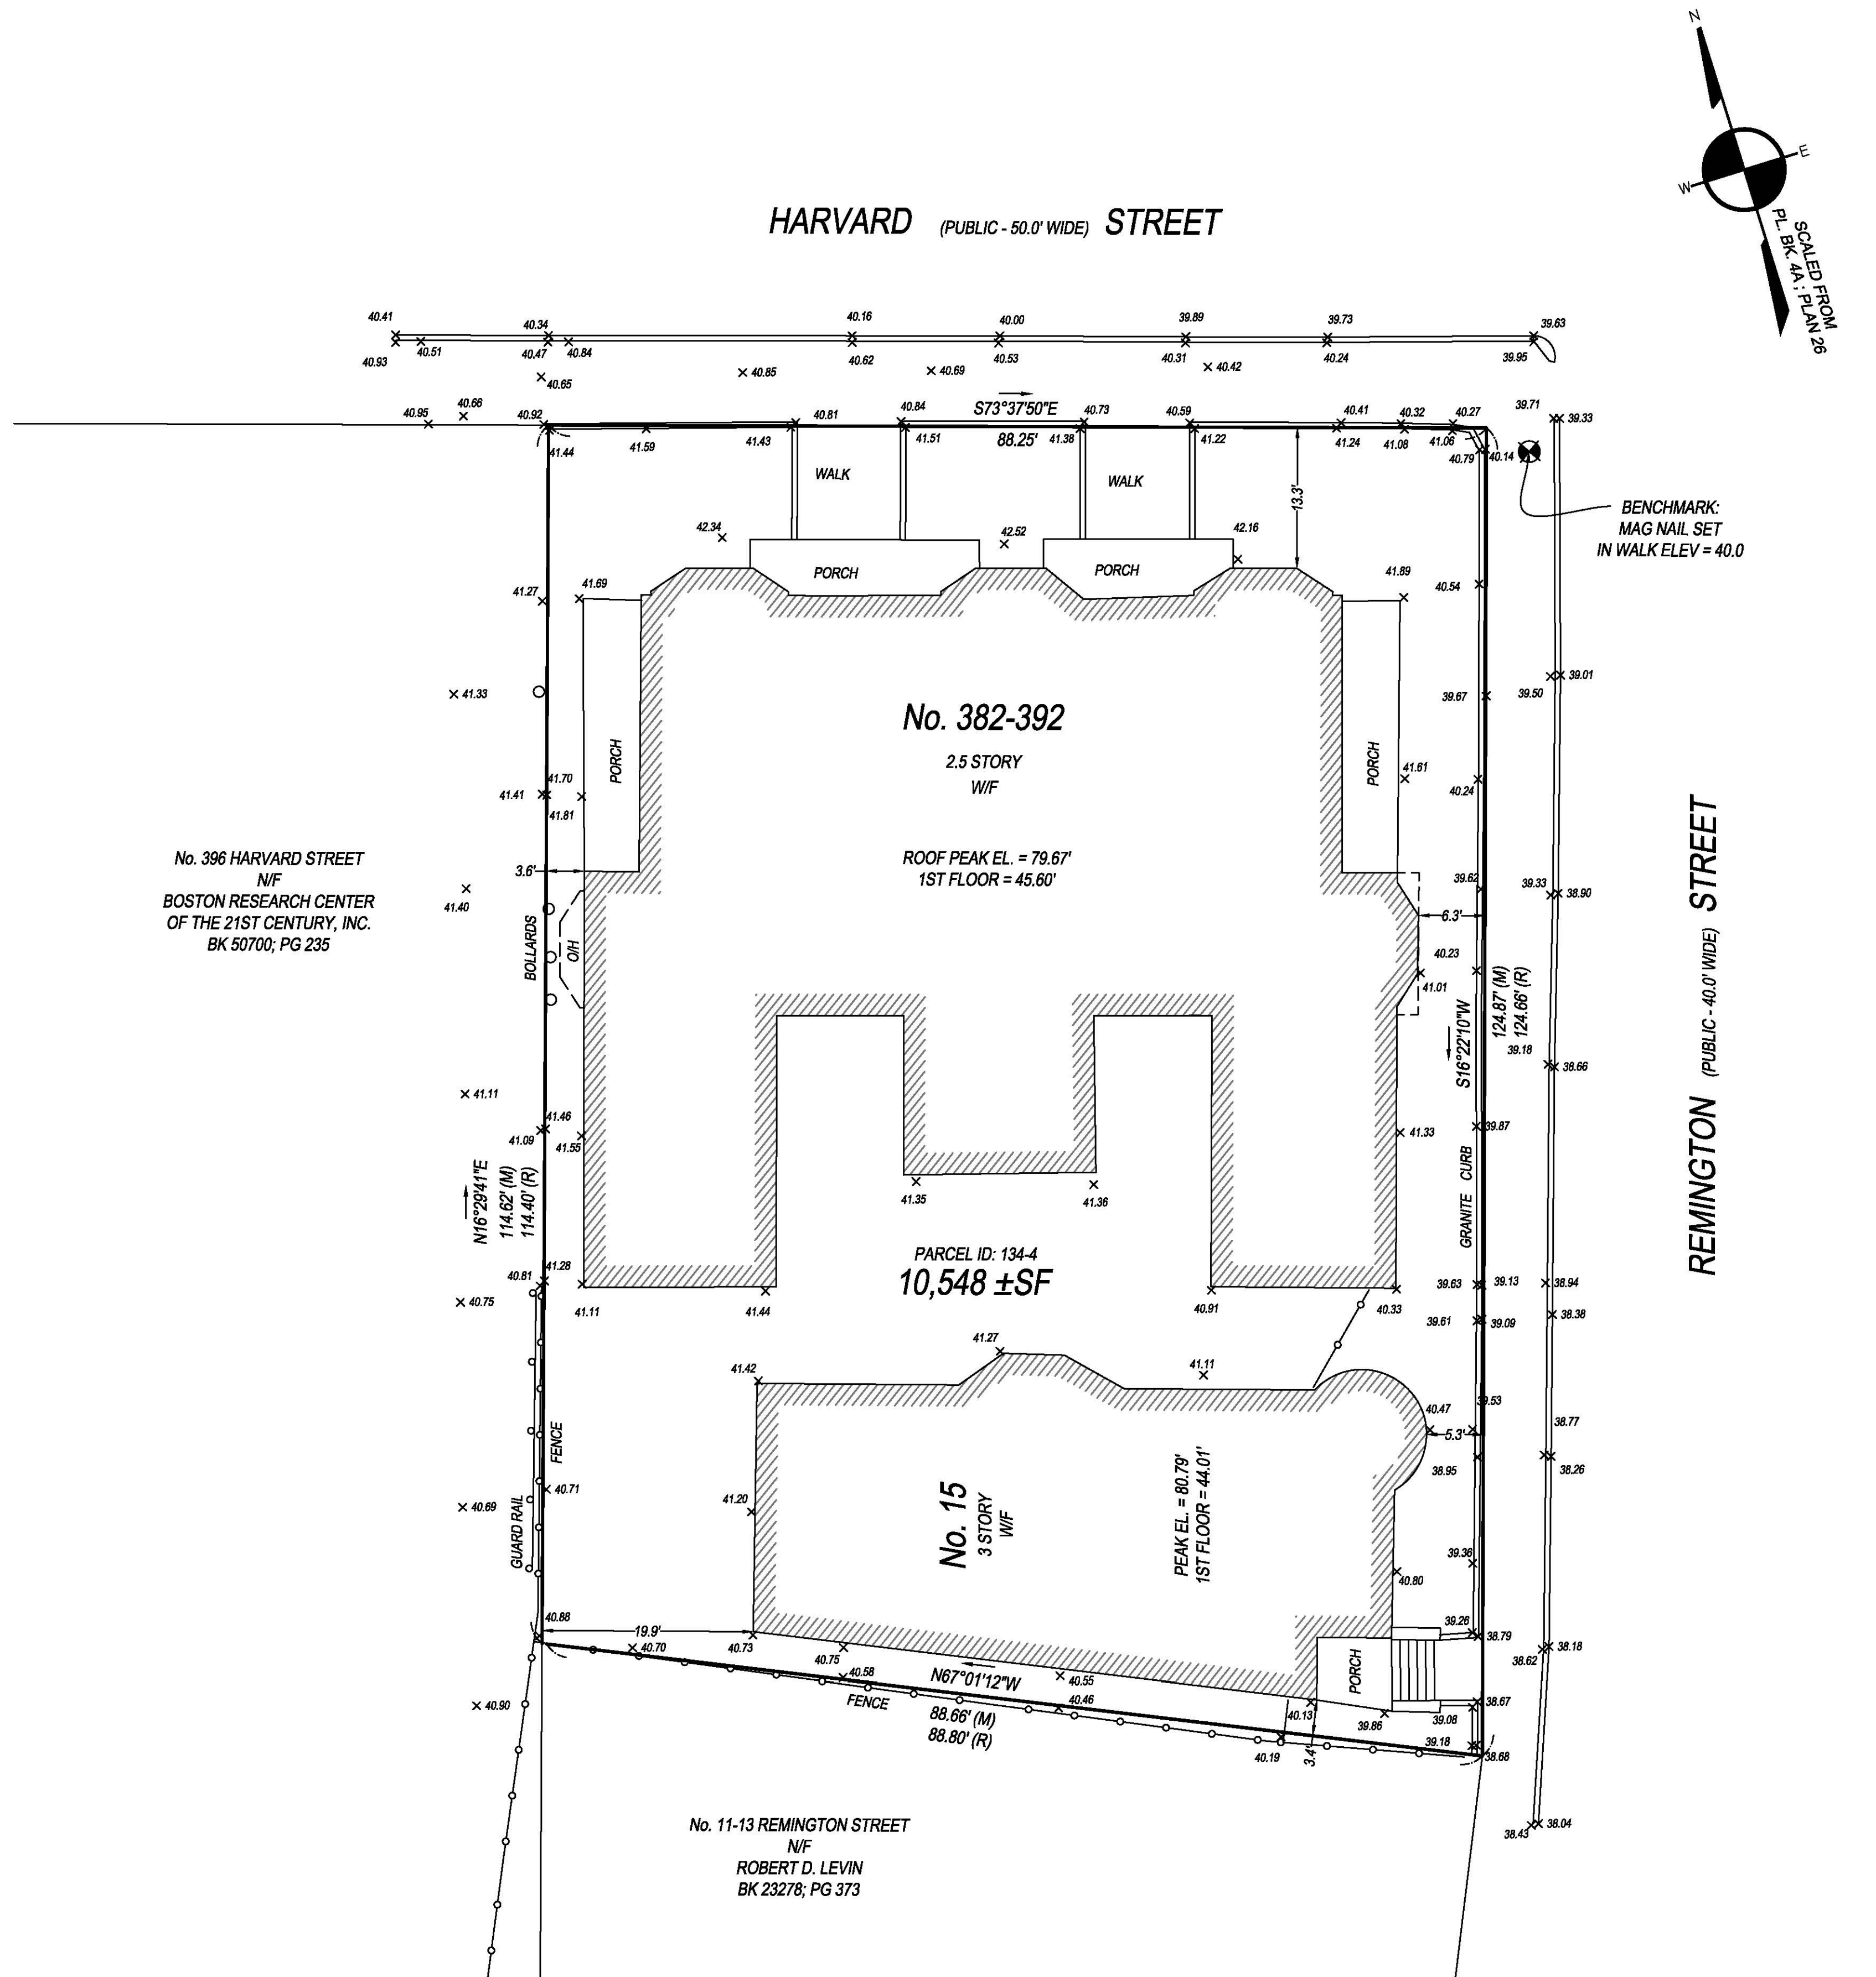 N
E
W
SCALED FROM
PL. BK. 4A ; PLAN 26
HARVARD (PUBLIC - 50.0' WIDE) STREET
40.41
40.34
40.16
40.00
39.89
39.73
39.63
40.93
40.51
40.47
40.84
40.62
40.53
40.31
40.24
39.95
40.65
40.85
40.69
40.42
40.95
40.66
40.92
40.81
40.84
S73°37'50"E
40.73
40.59
40.41
40.32
40.27
39.71
39.33
41.44
41.59
41.43
41.51
88.25'
41.38
41.22
41.24
41.08
41.06
40.79
40.14
WALK
WALK
13.3'
BENCHMARK:
MAG NAIL SET
IN WALK ELEV = 40.0
42.34
42.52
42.16
PORCH
PORCH
41.27
41.69
41.89
40.54
41.33
39.67
39.50
39.01
No. 382-392
2.5 STORY
W/F
PORCH
PORCH
41.70
41.41
41.81
41.61
40.24
ROOF PEAK EL. = 79.67'
1ST FLOOR = 45.60'
No. 396 HARVARD STREET
N/F
BOSTON RESEARCH CENTER
OF THE 21ST CENTURY, INC.
BK 50700; PG 235
3.6'
41.40
39.62
39.33
38.90
6.3'
BOLLARDS
O/H
40.23
41.01
REMINGTON (PUBLIC - 40.0' WIDE) STREET
S16°22'10"W
124.87' (M)
124.66' (R)
39.18
38.66
41.11
41.46
41.09
41.55
41.33
39.87
N16°29'41"E
114.62' (M)
114.40' (R)
GRANITE CURB
41.35
41.36
PARCEL ID: 134-4
10,548 ±SF
40.81
41.28
40.75
41.11
41.44
40.91
40.33
39.63
39.13
38.94
39.61
39.09
38.38
41.27
41.42
41.11
39.53
40.47
5.3'
38.77
38.95
38.26
FENCE
GUARD RAIL
40.71
40.69
41.20
No. 15
3 STORY
W/F
PEAK EL. = 80.79'
1ST FLOOR = 44.01'
39.36
40.80
40.88
19.9'
40.70
40.73
40.75
40.58
N67°01'12"W
40.55
39.26
38.79
38.62
38.18
PORCH
40.90
FENCE
88.66' (M)
88.80' (R)
40.46
40.13
39.86
39.08
38.67
40.19
3.4'
39.18
38.68
38.43
38.04
No. 11-13 REMINGTON STREET
N/F
ROBERT D. LEVIN
BK 23278; PG 373